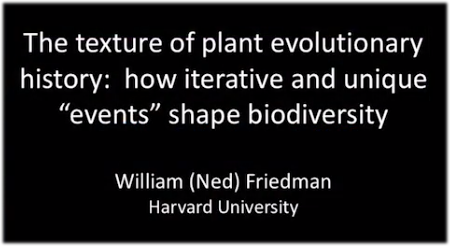 The texture of plant evolutionary
history:  how iterative and unique
“events” shape biodiversity
William (Ned) Friedman
Harvard University